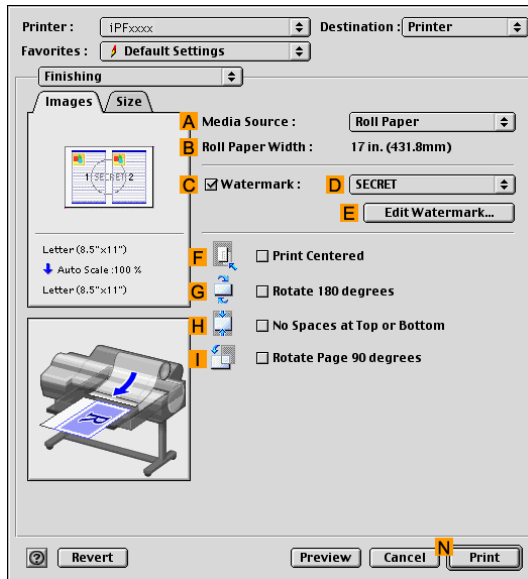 Printer : iPFxxxx Destination : Printer
Favorites : Default Settings
Finishing
Images Size
A Media Source : Roll Paper
B Roll Paper Width : 17 in. (431.8mm)
1 SECRET 2
C Watermark : D SECRET
E Edit Watermark...
Letter (8.5"x11")
Auto Scale :100 %
Letter (8.5"x11")
F Print Centered
G Rotate 180 degrees
H No Spaces at Top or Bottom
I Rotate Page 90 degrees
R
? Revert Preview Cancel N Print